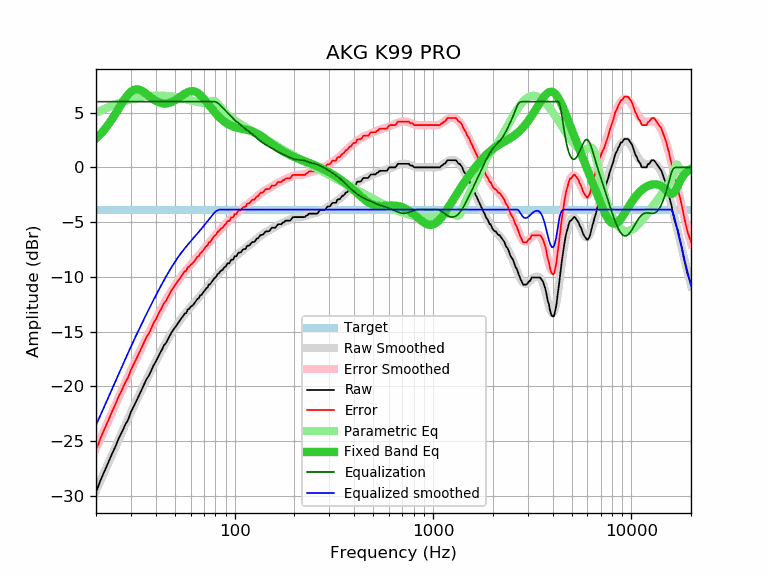 AKG K99 PRO
Amplitude (dBr)
5
0
−5
−10
−15
−20
−25
−30
Target
Raw Smoothed
Error Smoothed
Raw
Error
Parametric Eq
Fixed Band Eq
Equalization
Equalized smoothed
100
1000
10000
Frequency (Hz)